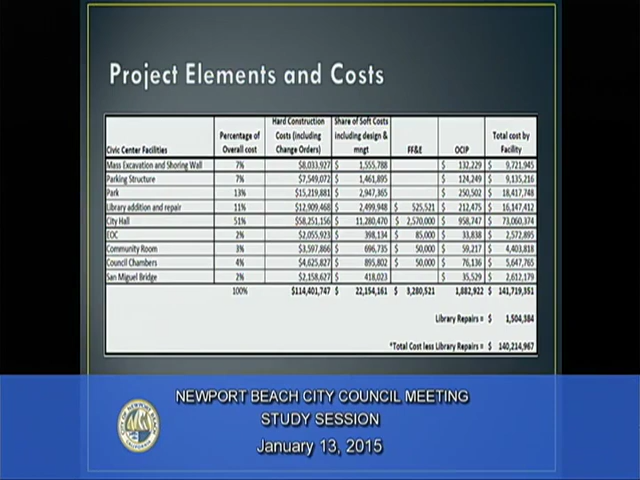 Project Elements and Costs
Civic Center Facilities | Percentage of Overall cost | Hard Construction Costs (Including Change Orders) | Share of Soft Costs including design & mngt | FF&E | OCIP | Total cost by Facility
Mass Excavation and Shoring Wall 7% $8,033,927 $ 1,555,788 $ 132,229 $ 9,721,945
Parking Structure 7% $7,549,072 $ 1,461,895 $ 124,249 $ 9,135,216
Park 13% $15,219,881 $ 2,947,365 $ 250,502 $ 18,417,748
Library addition and repair 11% $12,909,468 $ 2,499,948 $ 525,521 $ 212,475 $ 16,147,412
City Hall 51% $58,251,156 $ 11,280,470 $ 2,570,000 $ 958,747 $ 73,060,374
EOC 2% $2,055,923 $ 398,134 $ 85,000 $ 33,838 $ 2,572,895
Community Room 3% $3,597,866 $ 696,735 $ 50,000 $ 59,217 $ 4,403,818
Council Chambers 4% $4,625,827 $ 895,802 $ 50,000 $ 76,136 $ 5,647,765
San Miguel Bridge 2% $2,158,627 $ 418,023 $ 35,529 $ 2,612,179
100% $114,401,747 $ 22,154,161 $ 3,280,521 1,882,922 $ 141,719,351
Library Repairs = $ 1,504,384
*Total Cost less Library Repairs = $ 140,214,967
NEWPORT BEACH CITY COUNCIL MEETING
STUDY SESSION
January 13, 2015